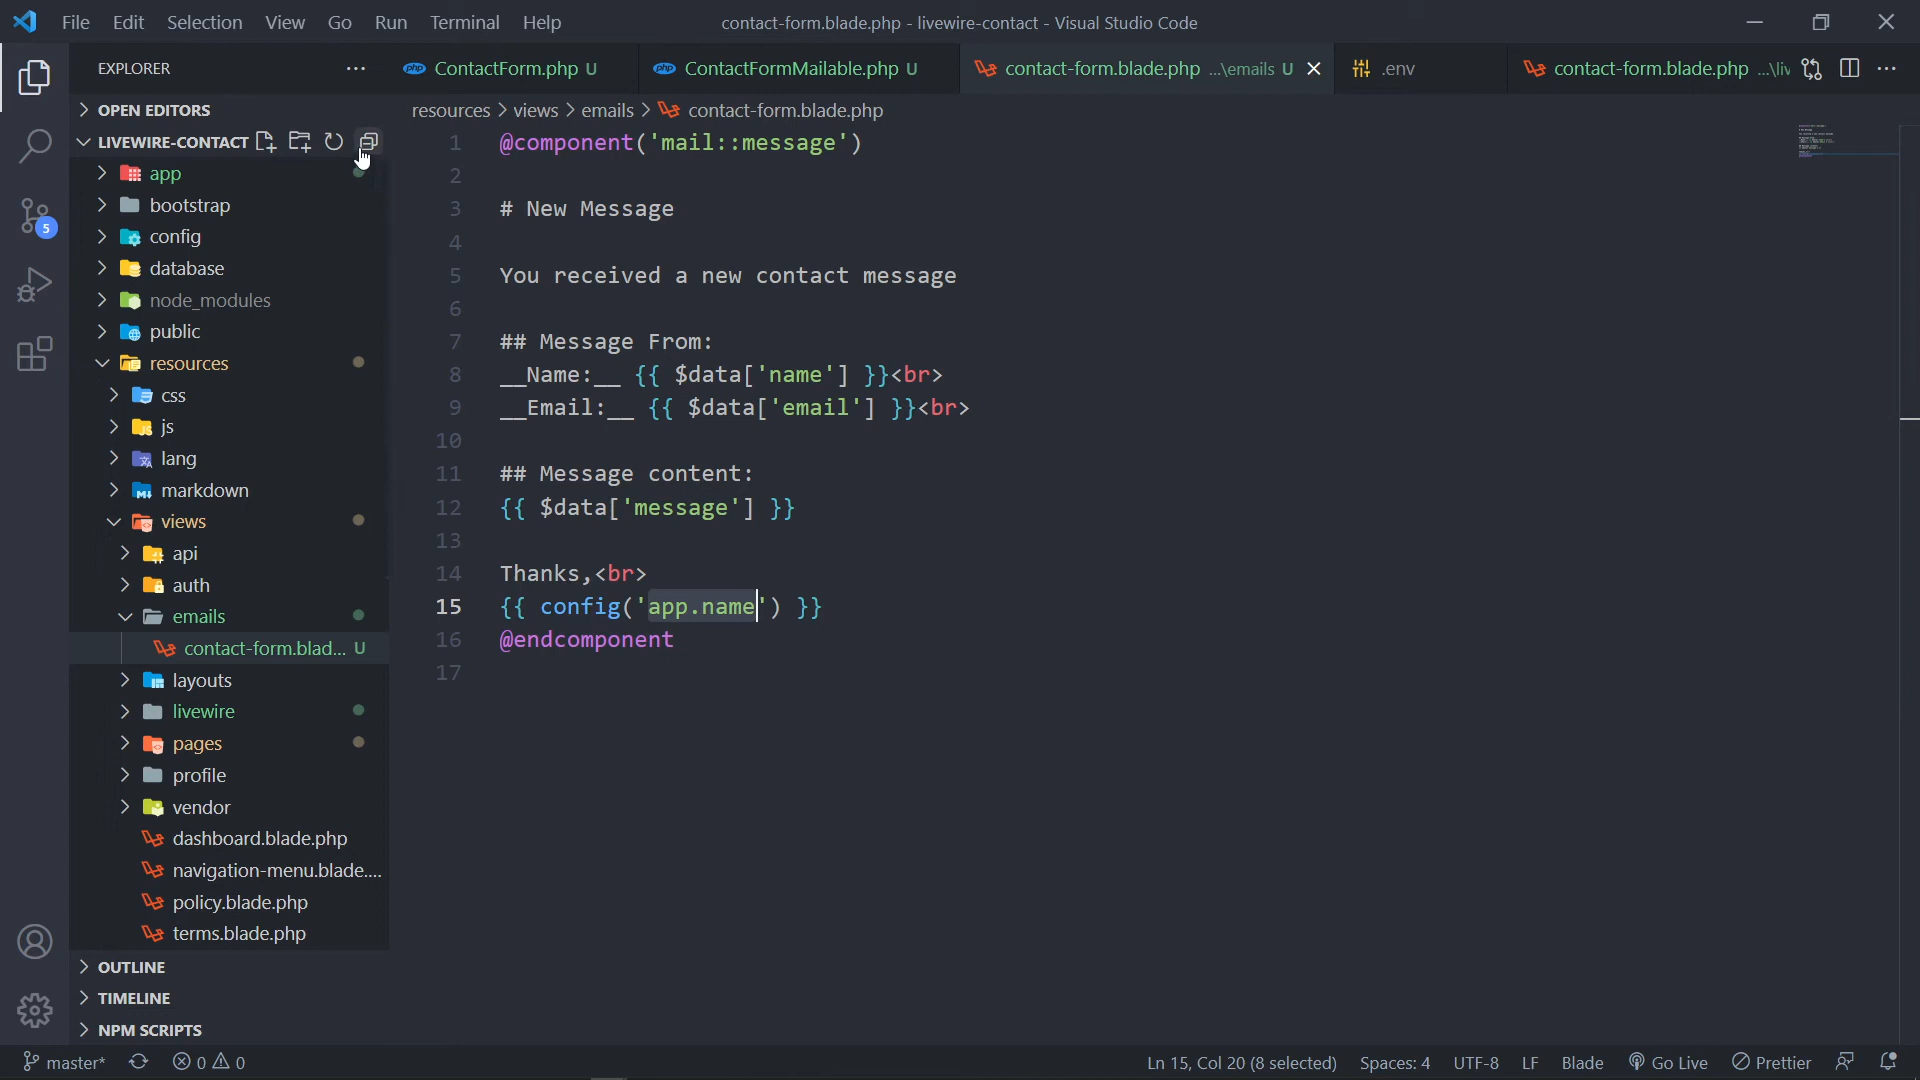 File Edit Selection View Go Run Terminal Help
contact-form.blade.php - livewire-contact - Visual Studio Code
EXPLORER
ContactForm.php U
ContactFormMailable.php U
contact-form.blade.php ...\emails U
.env
contact-form.blade.php ...\liv
OPEN EDITORS
LIVEWIRE-CONTACT
resources > views > emails > contact-form.blade.php
app
bootstrap
config
database
node_modules
public
resources
css
js
lang
markdown
views
api
auth
emails
contact-form.blad... U
layouts
livewire
pages
profile
vendor
dashboard.blade.php
navigation-menu.blade....
policy.blade.php
terms.blade.php
OUTLINE
TIMELINE
NPM SCRIPTS
5
1 @component('mail::message')
2
3 # New Message
4
5 You received a new contact message
6
7 ## Message From:
8 __Name:__ {{ $data['name'] }}<br>
9 __Email:__ {{ $data['email'] }}<br>
10
11 ## Message content:
12 {{ $data['message'] }}
13
14 Thanks,<br>
15 {{ config('app.name') }}
16 @endcomponent
17
master* 0 0
Ln 15, Col 20 (8 selected) Spaces: 4 UTF-8 LF Blade Go Live Prettier